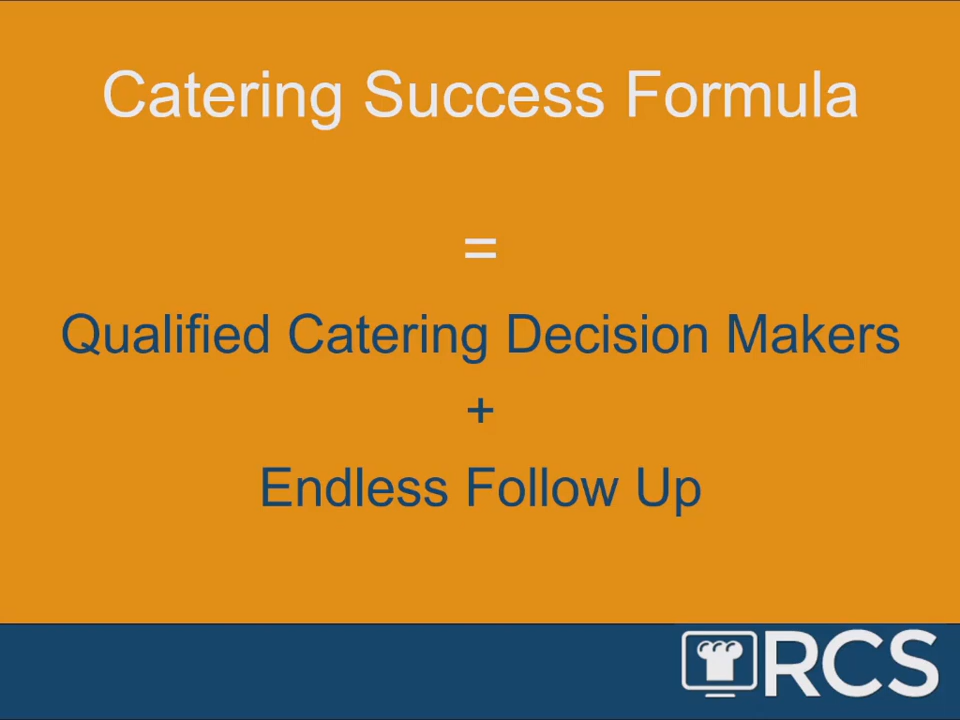 Catering Success Formula
=
Qualified Catering Decision Makers
+
Endless Follow Up
RCS